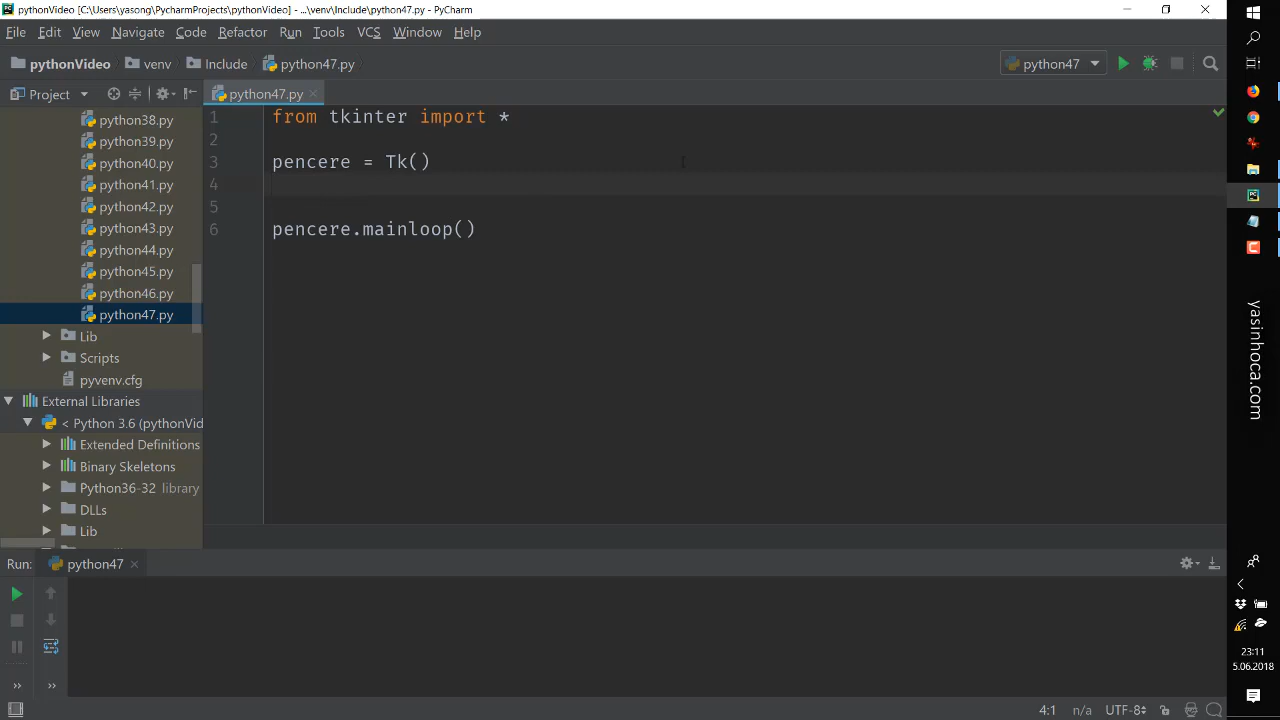 pythonVideo [C:\Users\yasong\PycharmProjects\pythonVideo] - ...\venv\Include\python47.py - PyCharm
File Edit View Navigate Code Refactor Run Tools VCS Window Help
pythonVideo venv Include python47.py python47
Project python47.py
python38.py
python39.py
python40.py
python41.py
python42.py
python43.py
python44.py
python45.py
python46.py
python47.py
Lib
Scripts
pyvenv.cfg
External Libraries
< Python 3.6 (pythonVid
Extended Definitions
Binary Skeletons
Python36-32 library
DLLs
Lib
1 from tkinter import *
2
3 pencere = Tk()
4
5
6 pencere.mainloop()
Run: python47
4:1 n/a UTF-8
yasinhoca.com
23:11
5.06.2018